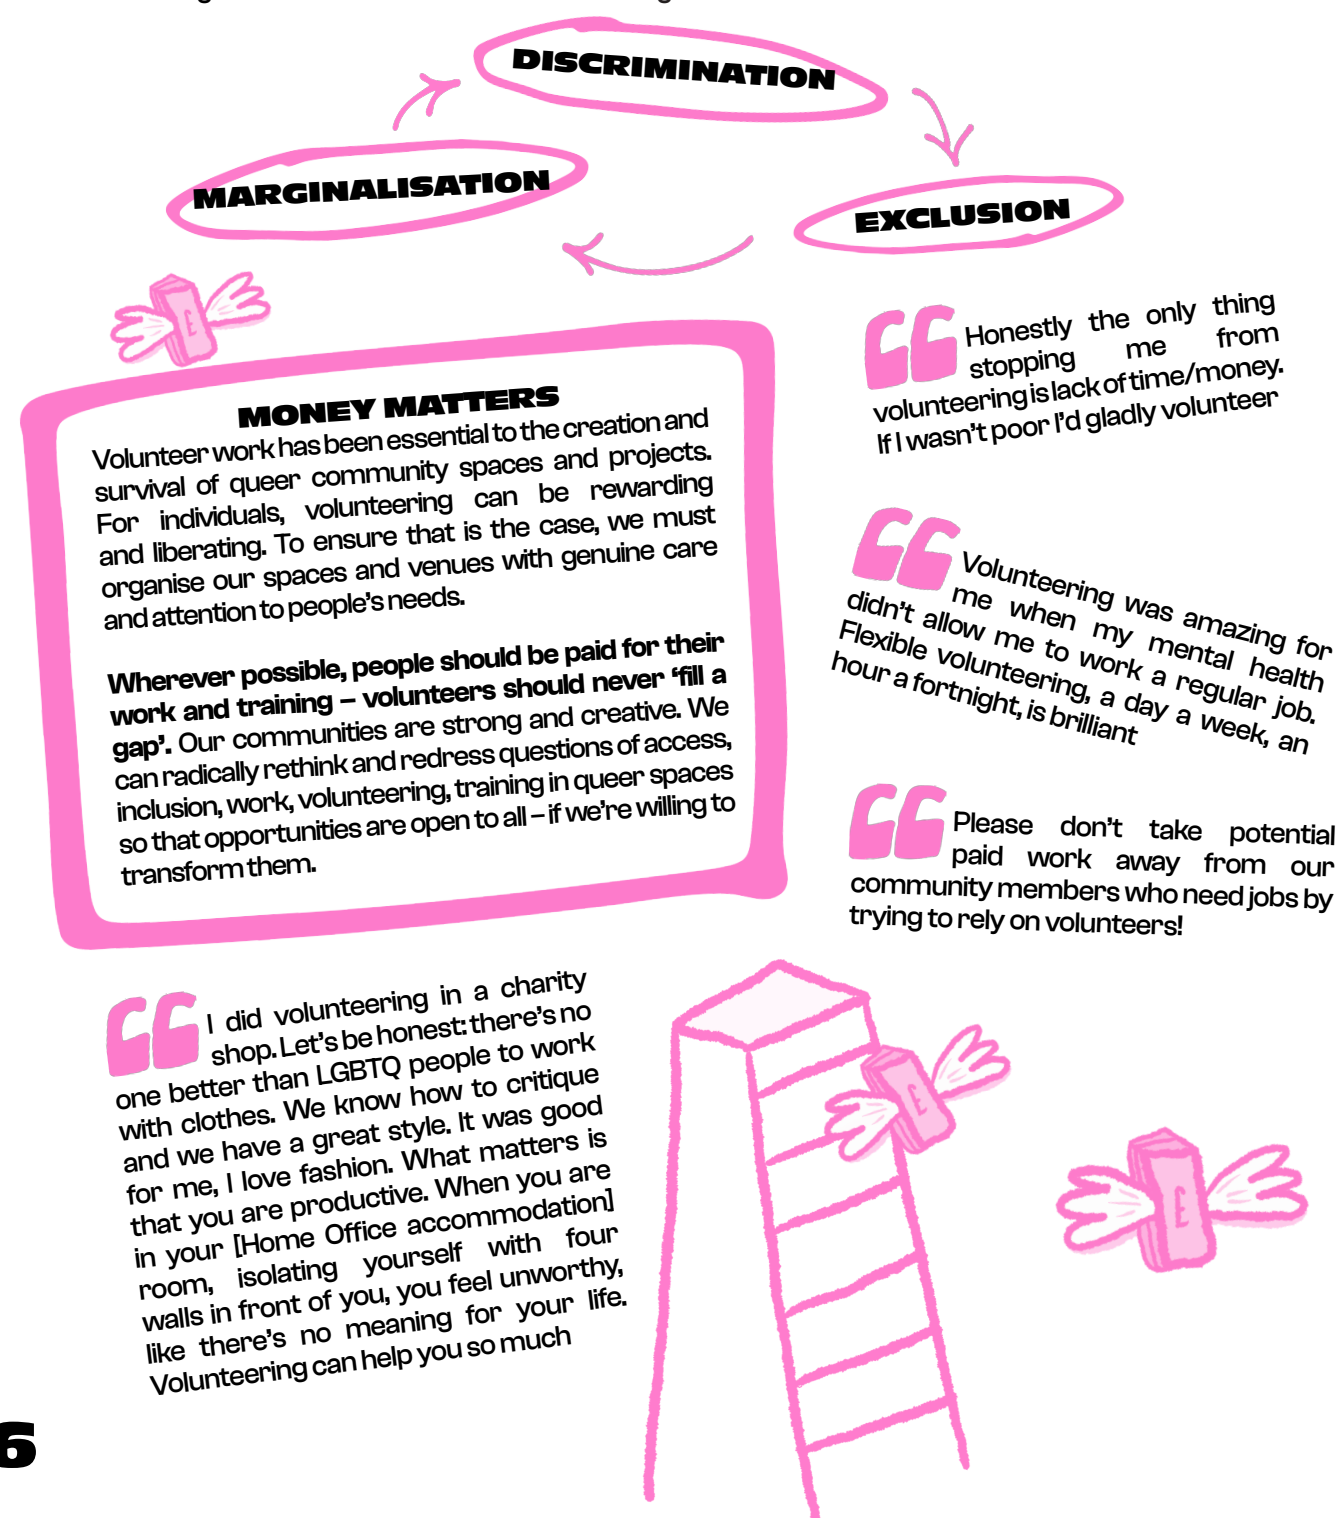 DISCRIMINATION
MARGINALISATION
EXCLUSION
MONEY MATTERS
Volunteer work has been essential to the creation and
survival of queer community spaces and projects.
For individuals, volunteering can be rewarding
and liberating. To ensure that is the case, we must
organise our spaces and venues with genuine care
and attention to people's needs.
Wherever possible, people should be paid for their
work and training – volunteers should never 'fill a
gap'. Our communities are strong and creative. We
can radically rethink and redress questions of access,
inclusion, work, volunteering, training in queer spaces
so that opportunities are open to all – if we're willing to
transform them.
Honestly the only thing
stopping me from
volunteering is lack of time/money.
If I wasn't poor I'd gladly volunteer
Volunteering was amazing for
me when my mental health
didn't allow me to work a regular job.
Flexible volunteering, a day a week, an
hour a fortnight, is brilliant
Please don't take potential
paid work away from our
community members who need jobs by
trying to rely on volunteers!
I did volunteering in a charity
shop. Let's be honest: there's no
one better than LGBTQ people to work
with clothes. We know how to critique
and we have a great style. It was good
for me, I love fashion. What matters is
that you are productive. When you are
in your [Home Office accommodation]
room, isolating yourself with four
walls in front of you, you feel unworthy,
like there's no meaning for your life.
Volunteering can help you so much
£
£
£
6